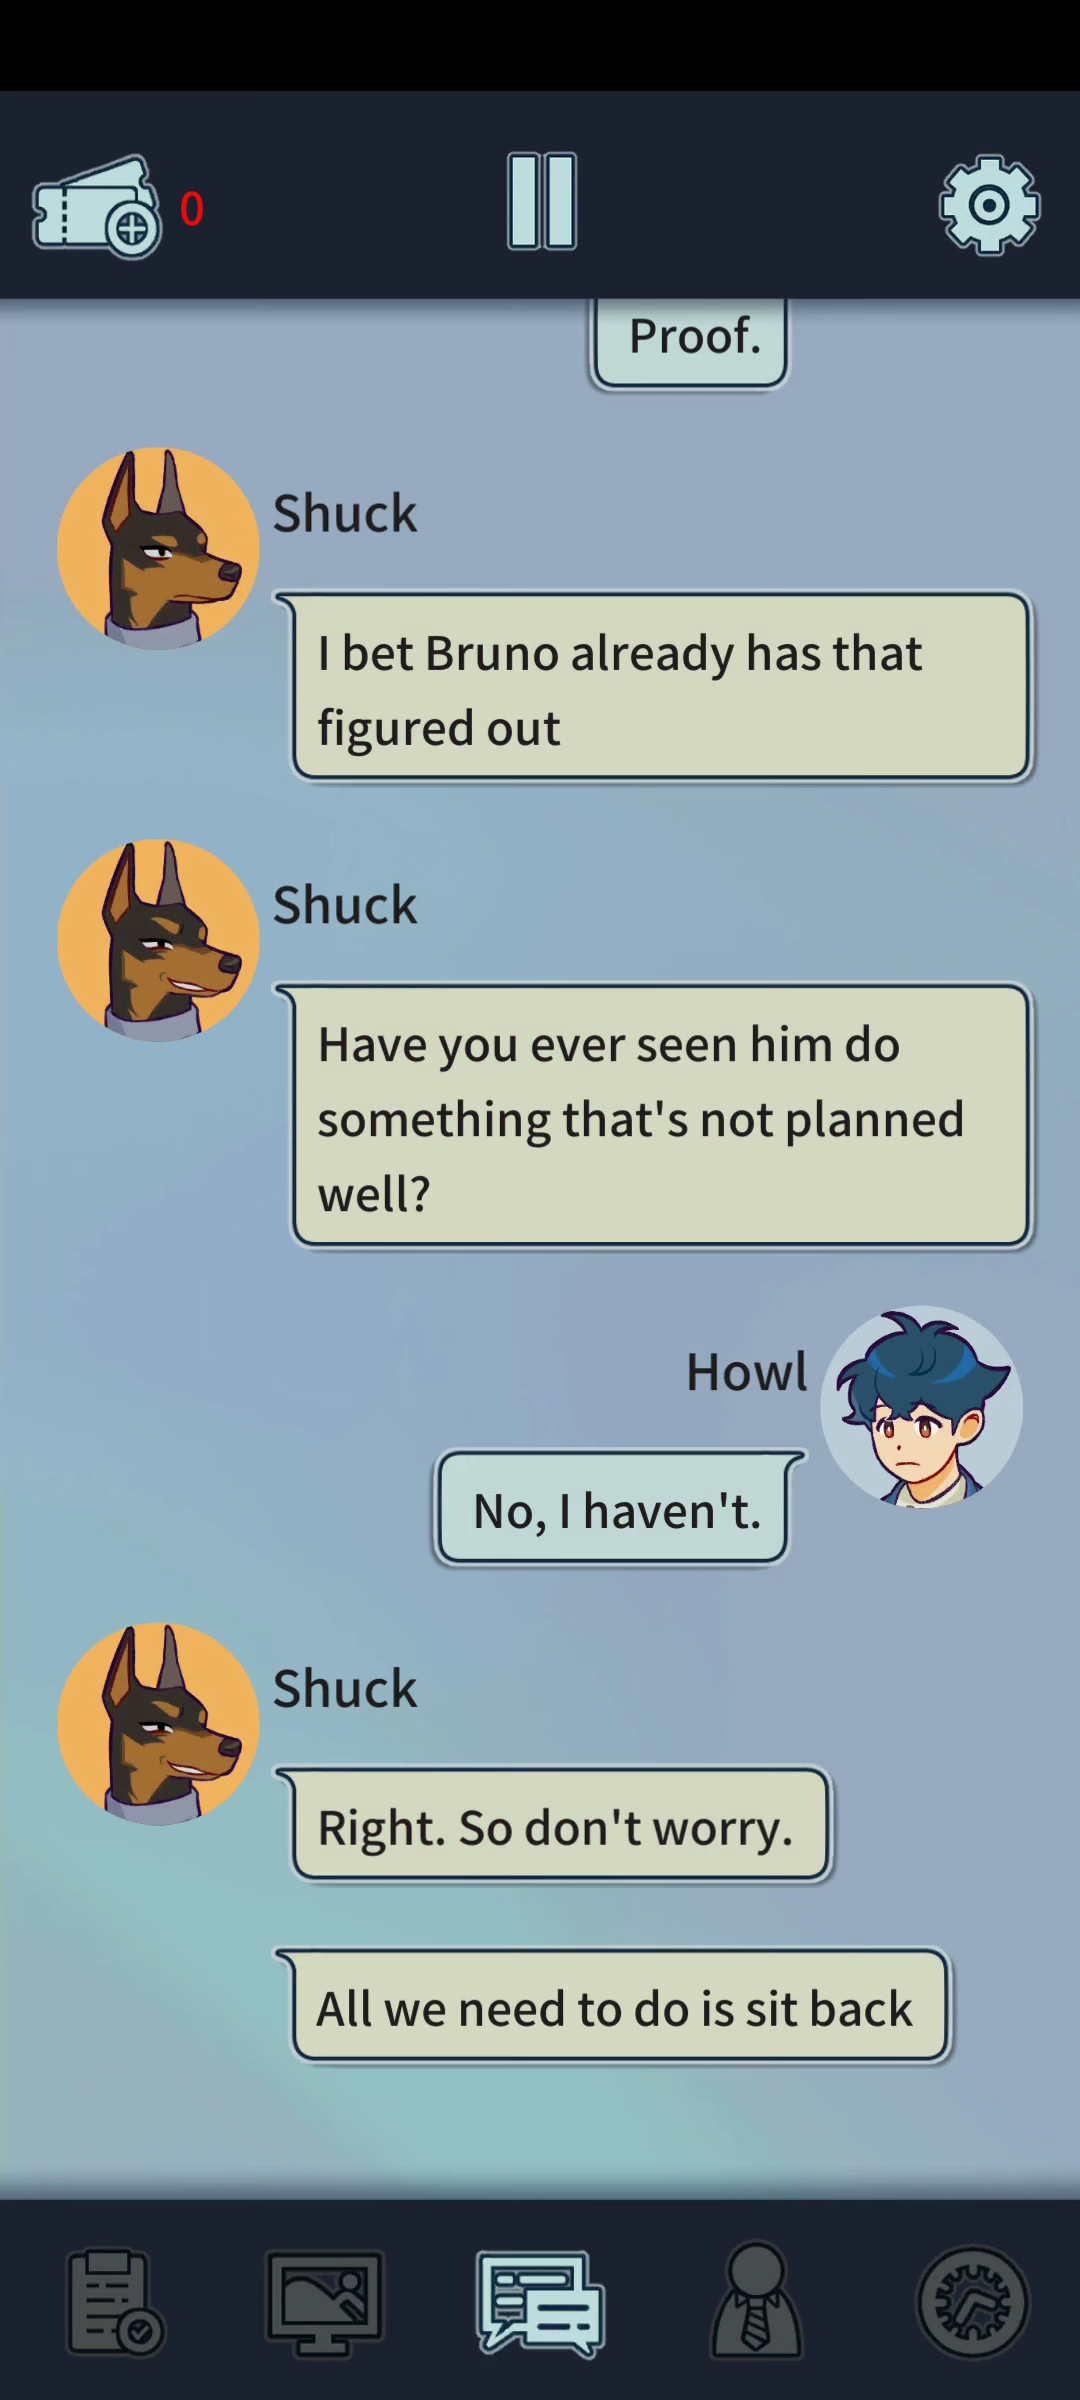 0
Proof.
Shuck
I bet Bruno already has that
figured out
Shuck
Have you ever seen him do
something that's not planned
well?
Howl
No, I haven't.
Shuck
Right. So don't worry.
All we need to do is sit back